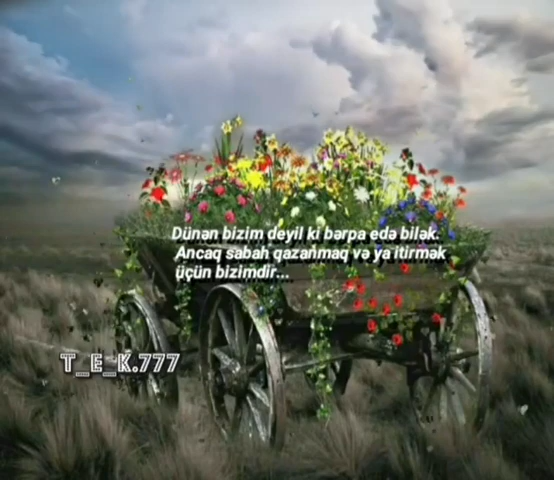 Dünən bizim deyil ki bərpa edə bilək.
Ancaq sabah qazanmaq və ya itirmək
üçün bizimdir...
T_E_K.777